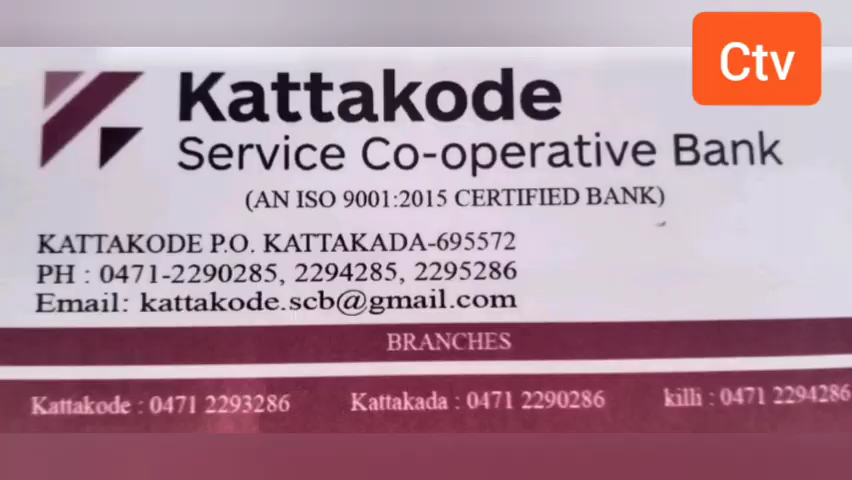 Ctv
Kattakode
Service Co-operative Bank
(AN ISO 9001:2015 CERTIFIED BANK)
KATTAKODE P.O. KATTAKADA-695572
PH : 0471-2290285, 2294285, 2295286
Email: kattakode.scb@gmail.com
BRANCHES
Kattakode : 0471 2293286 Kattakada : 0471 2290286 killi : 0471 2294286